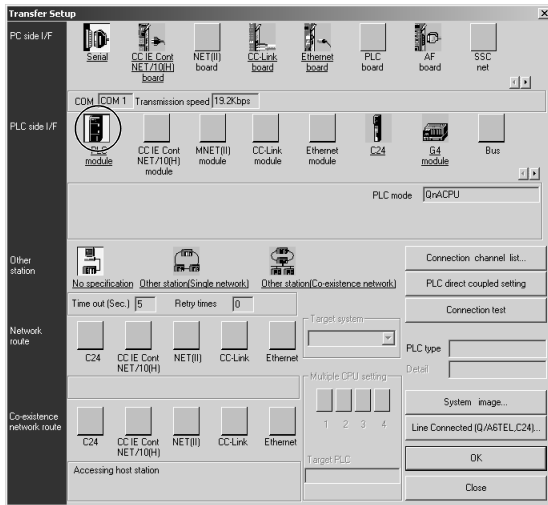 Transfer Setup
PC side I/F
Serial
CC IE Cont NET/10(H) board
NET(II) board
CC-Link board
Ethernet board
PLC board
AF board
SSC net
COM COM 1 Transmission speed 19.2Kbps
PLC side I/F
PLC module
CC IE Cont NET/10(H) module
MNET(II) module
CC-Link module
Ethernet module
C24
G4 module
Bus
PLC mode QnACPU
Other station
No specification
Other station(Single network)
Other station(Co-existence network)
Time out (Sec.) 5 Retry times 0
Connection channel list...
PLC direct coupled setting
Connection test
Network route
C24
CC IE Cont NET/10(H)
NET(II)
CC-Link
Ethernet
Target system
PLC type
Detail
Multiple CPU setting
1 2 3 4
Target PLC
System image...
Line Connected (Q/A6TEL,C24)...
OK
Close
Co-existence network route
C24
CC IE Cont NET/10(H)
NET(II)
CC-Link
Ethernet
Accessing host station